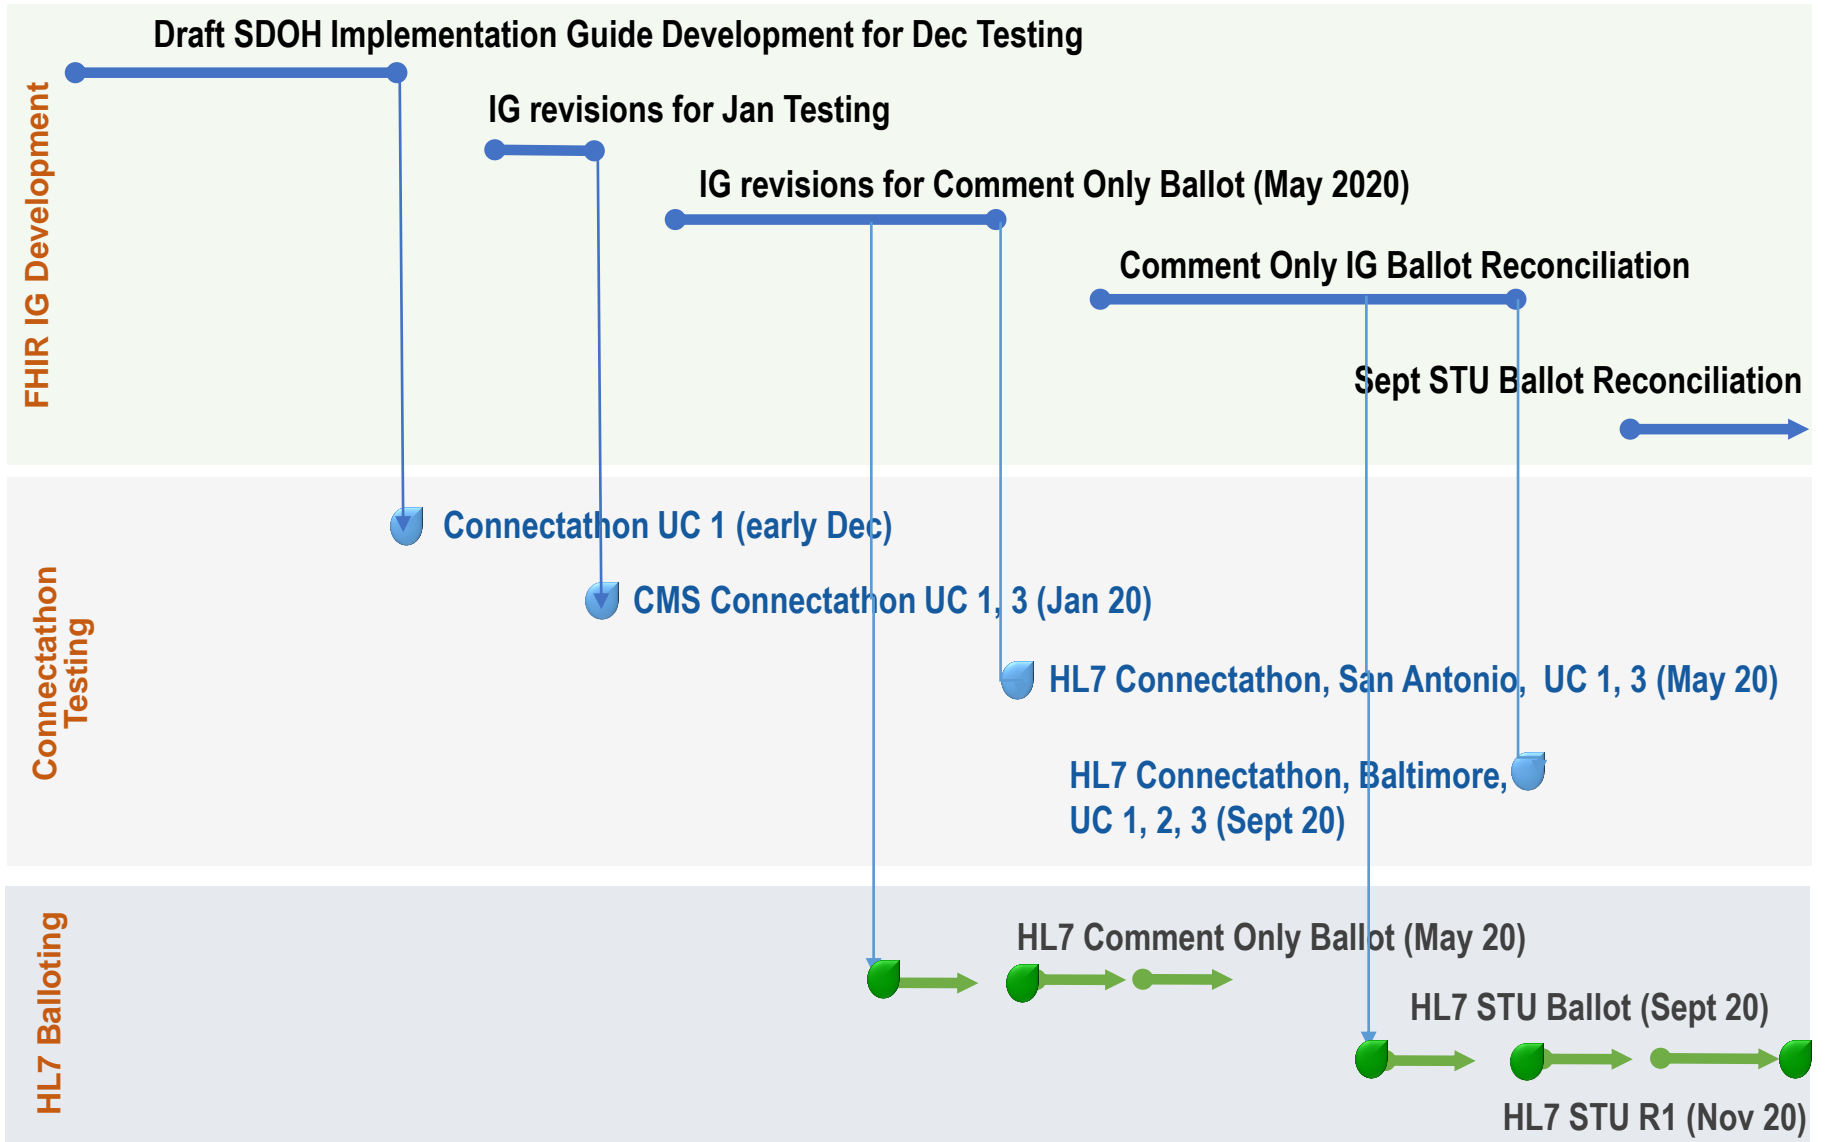 FHIR IG Development
Draft SDOH Implementation Guide Development for Dec Testing
IG revisions for Jan Testing
IG revisions for Comment Only Ballot (May 2020)
Comment Only IG Ballot Reconciliation
Sept STU Ballot Reconciliation
Connectathon
Testing
Connectathon UC 1 (early Dec)
CMS Connectathon UC 1, 3 (Jan 20)
HL7 Connectathon, San Antonio, UC 1, 3 (May 20)
HL7 Connectathon, Baltimore,
UC 1, 2, 3 (Sept 20)
HL7 Balloting
HL7 Comment Only Ballot (May 20)
HL7 STU Ballot (Sept 20)
HL7 STU R1 (Nov 20)